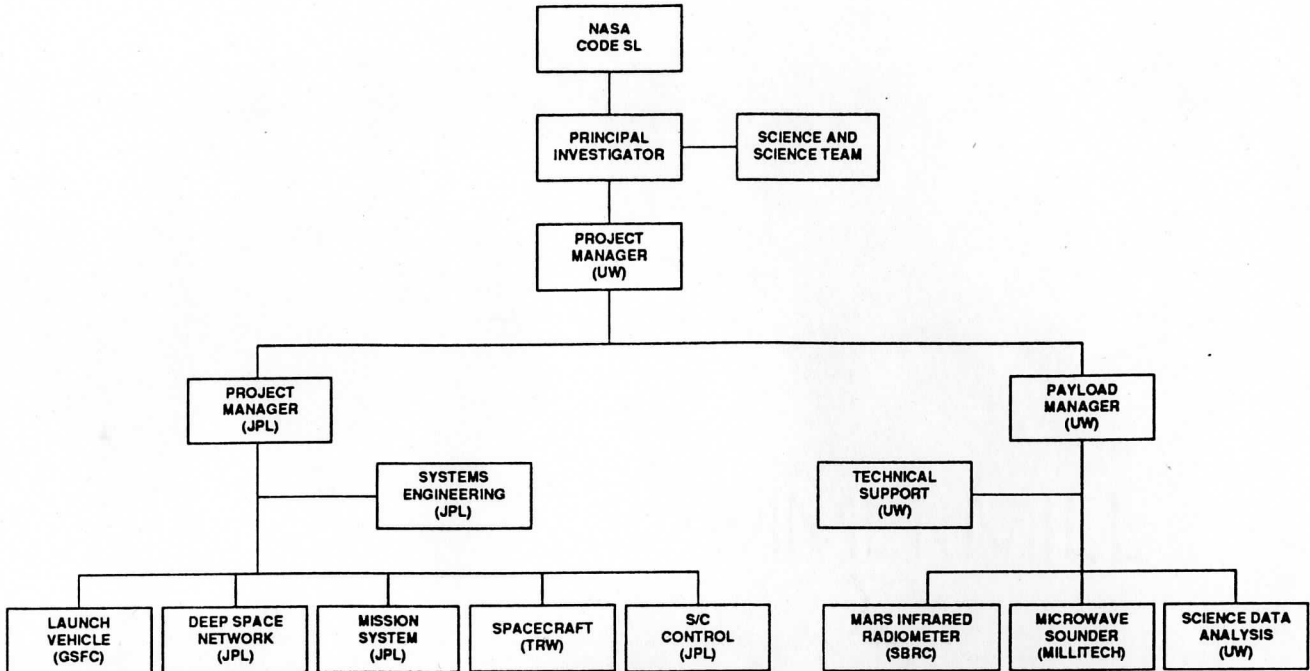 NASA
CODE SL
PRINCIPAL
INVESTIGATOR
SCIENCE AND
SCIENCE TEAM
PROJECT
MANAGER
(UW)
PROJECT
MANAGER
(JPL)
PAYLOAD
MANAGER
(UW)
SYSTEMS
ENGINEERING
(JPL)
TECHNICAL
SUPPORT
(UW)
LAUNCH
VEHICLE
(GSFC)
DEEP SPACE
NETWORK
(JPL)
MISSION
SYSTEM
(JPL)
SPACECRAFT
(TRW)
S/C
CONTROL
(JPL)
MARS INFRARED
RADIOMETER
(SBRC)
MICROWAVE
SOUNDER
(MILLITECH)
SCIENCE DATA
ANALYSIS
(UW)